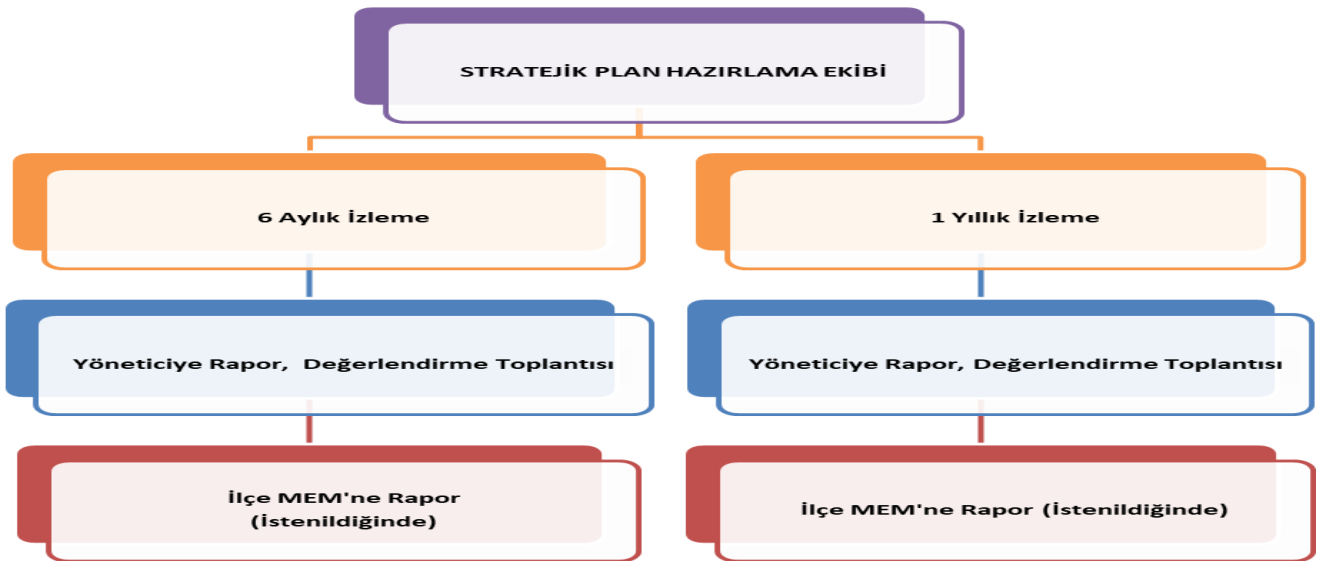 STRATEJİK PLAN HAZIRLAMA EKİBİ
6 Aylık İzleme
1 Yıllık İzleme
Yöneticiye Rapor,  Değerlendirme Toplantısı
Yöneticiye Rapor, Değerlendirme Toplantısı
İlçe MEM'ne Rapor
(İstenildiğinde)
İlçe MEM'ne Rapor (İstenildiğinde)